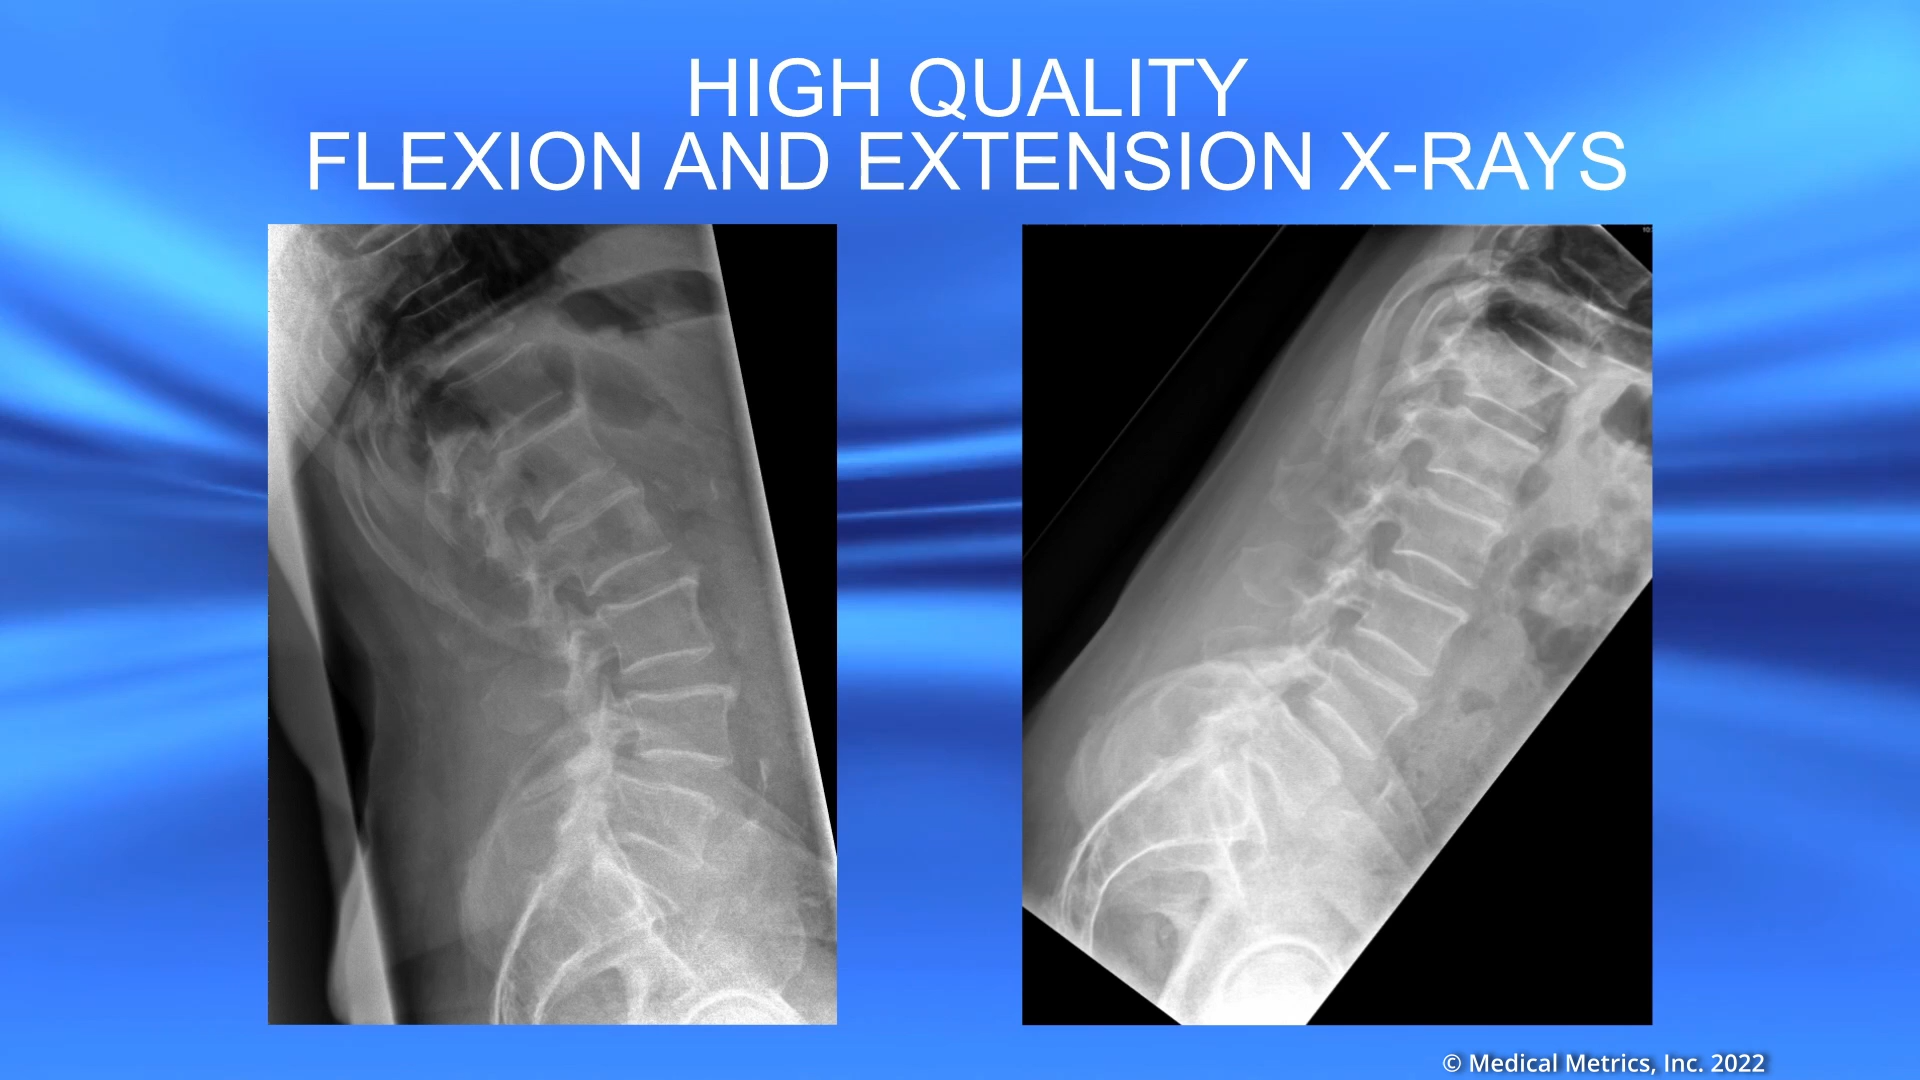 HIGH QUALITY
FLEXION AND EXTENSION X-RAYS
© Medical Metrics, Inc. 2022